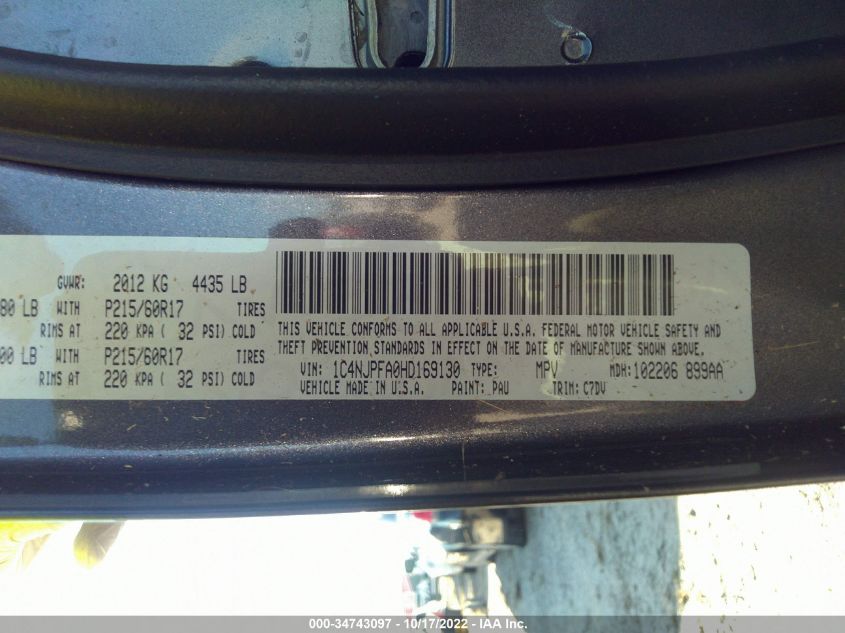 GVWR: 2012 KG 4435 LB
80 LB WITH P215/60R17 TIRES
RIMS AT 220 KPA ( 32 PSI) COLD
00 LB WITH P215/60R17 TIRES
RIMS AT 220 KPA ( 32 PSI) COLD
THIS VEHICLE CONFORMS TO ALL APPLICABLE U.S.A. FEDERAL MOTOR VEHICLE SAFETY AND
THEFT PREVENTION STANDARDS IN EFFECT ON THE DATE OF MANUFACTURE SHOWN ABOVE.
VIN: 1C4NJPFA0HD169130 TYPE: MPV MDH:102206 899AA
VEHICLE MADE IN U.S.A. PAINT: PAU TRIM: C7DV
000-34743097 - 10/17/2022 - IAA Inc.